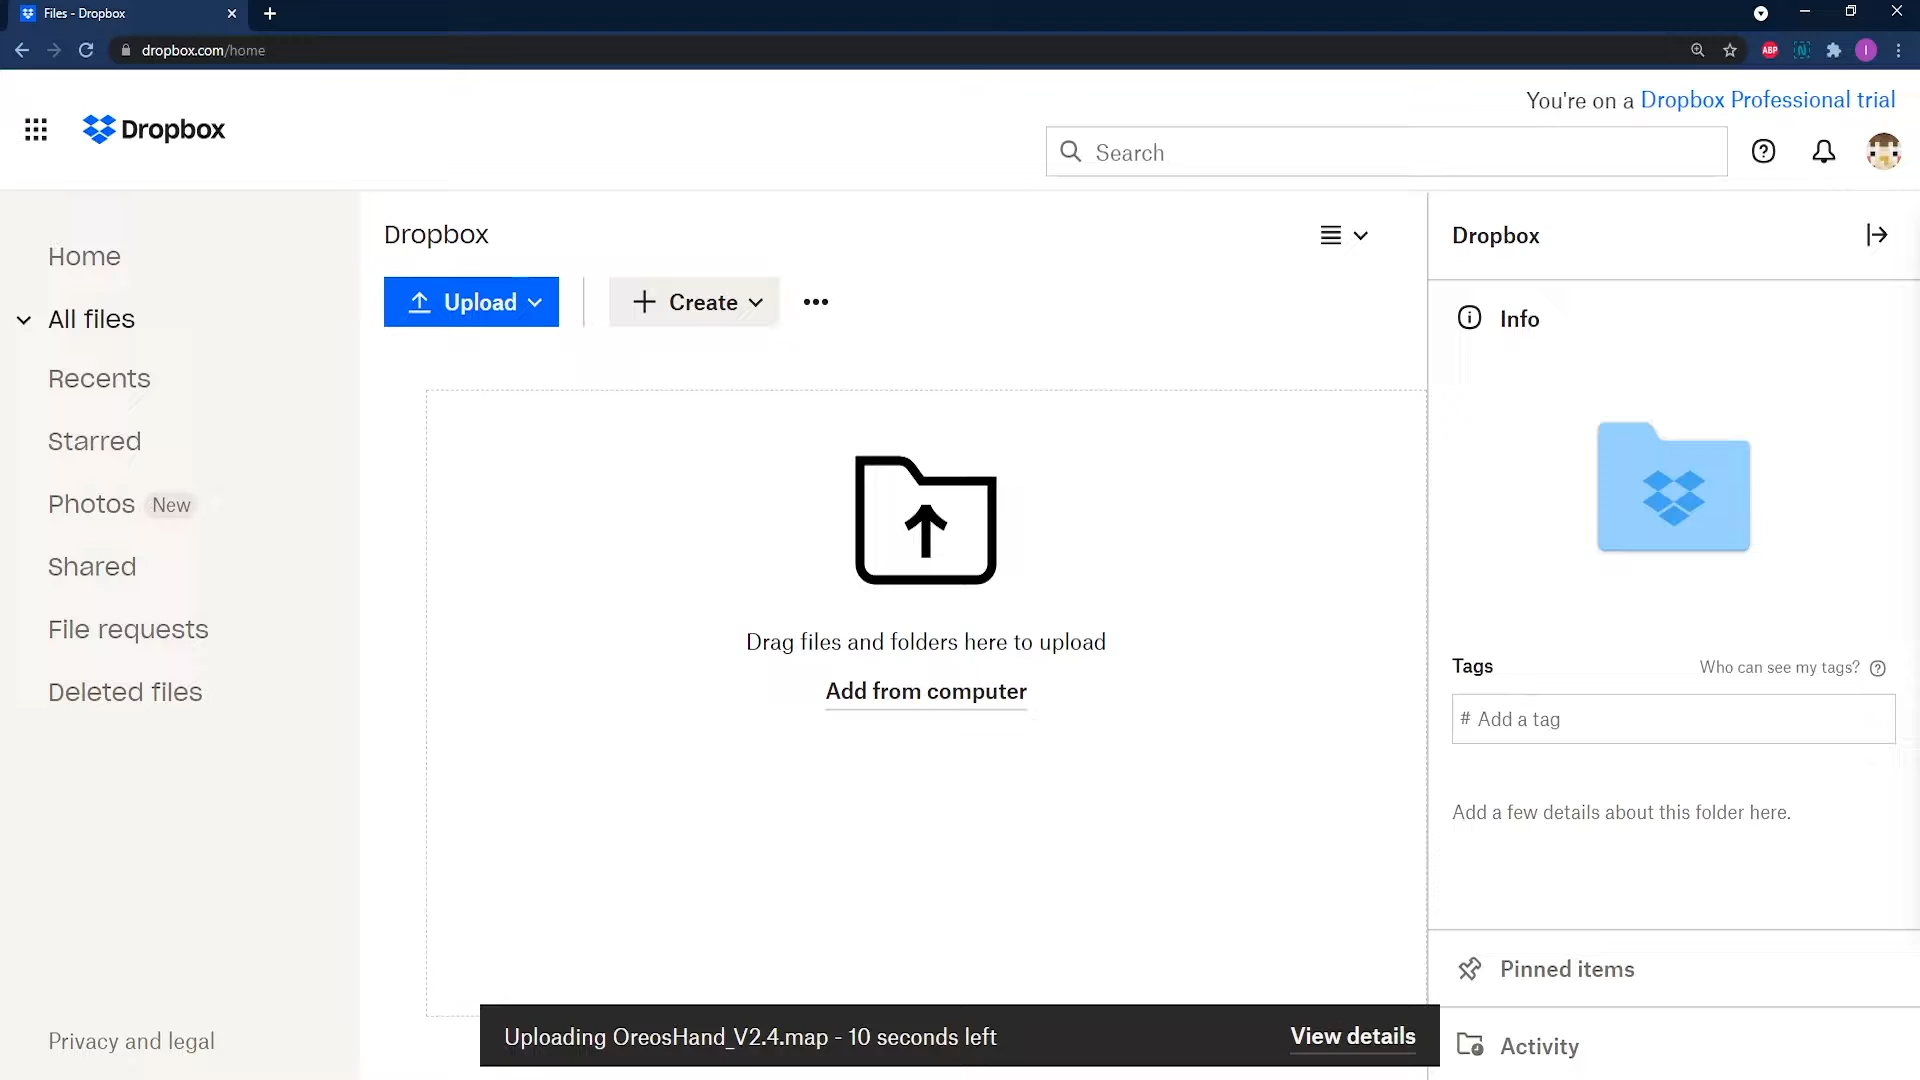 Files - Dropbox
dropbox.com/home
ABP
N
I
You're on a Dropbox Professional trial
Dropbox
Search
Home
All files
Recents
Starred
Photos New
Shared
File requests
Deleted files
Privacy and legal
Dropbox
Upload
Create
Drag files and folders here to upload
Add from computer
Uploading OreosHand_V2.4.map - 10 seconds left
View details
Dropbox
Info
Tags
Who can see my tags?
# Add a tag
Add a few details about this folder here.
Pinned items
Activity